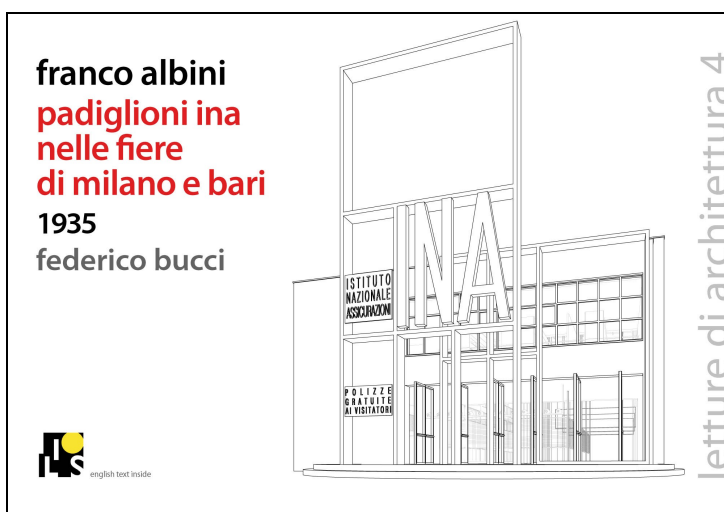 franco albini
padiglioni ina
nelle fiere
di milano e bari
1935
federico bucci
INA
ISTITUTO
NAZIONALE
ASSICURAZIONI
POLIZZE
GRATUITE
AI VISITATORI
letture di architettura 4
LIS
english text inside